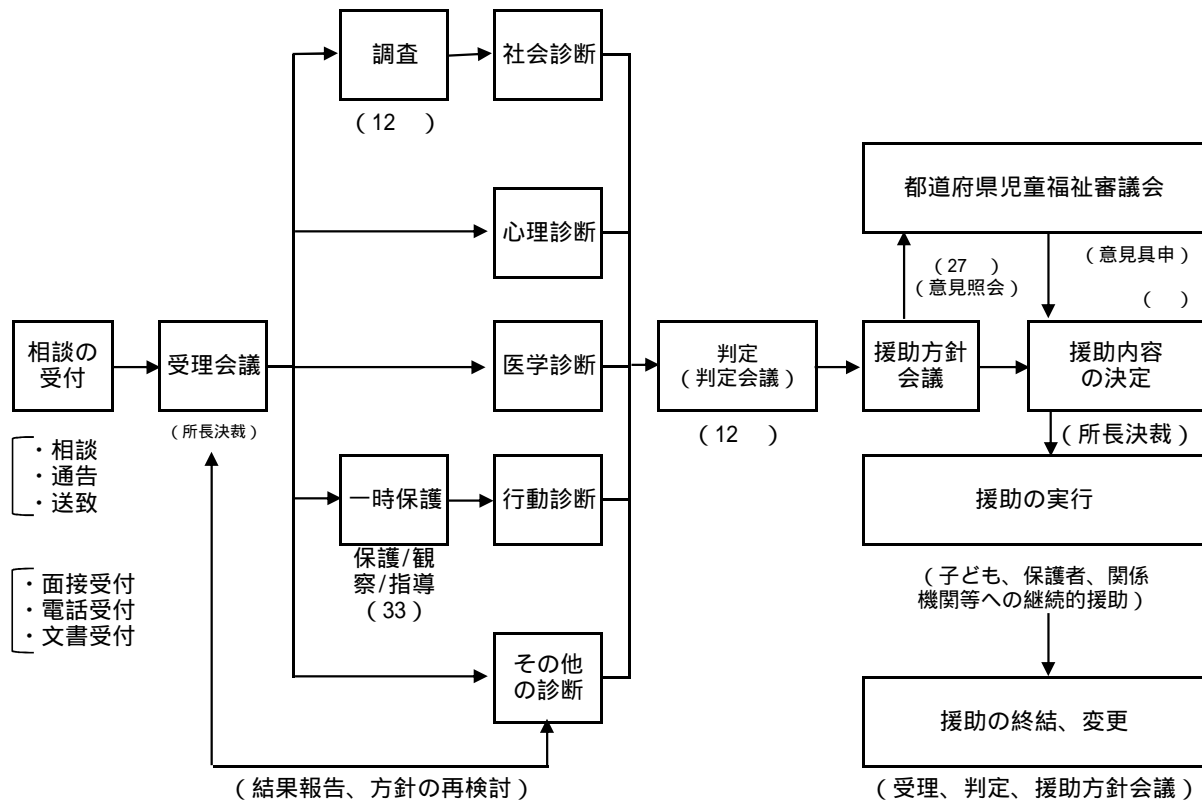 相談の
受付
・相談
・通告
・送致
・面接受付
・電話受付
・文書受付
受理会議
（所長決裁）
調査
（12　）
社会診断
心理診断
医学診断
一時保護
保護/観
察/指導
（33）
行動診断
その他
の診断
（結果報告、方針の再検討）
判定
（判定会議）
（12　）
都道府県児童福祉審議会
（27　）
（意見照会）
（意見具申）
（　）
援助方針
会議
援助内容
の決定
（所長決裁）
援助の実行
（子ども、保護者、関係
機関等への継続的援助）
援助の終結、変更
（受理、判定、援助方針会議）